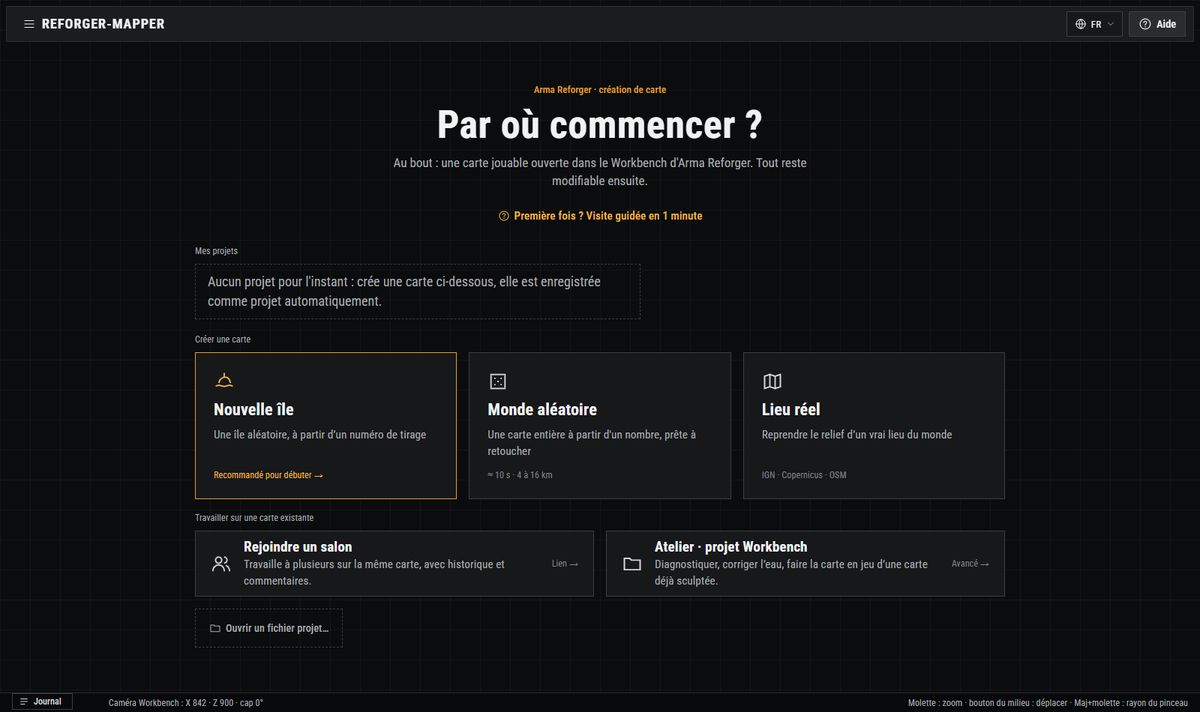 REFORGER-MAPPER
FR
Aide
Arma Reforger · création de carte
Par où commencer ?
Au bout : une carte jouable ouverte dans le Workbench d'Arma Reforger. Tout reste
modifiable ensuite.
Première fois ? Visite guidée en 1 minute
Mes projets
Aucun projet pour l'instant : crée une carte ci-dessous, elle est enregistrée
comme projet automatiquement.
Créer une carte
Nouvelle île
Une île aléatoire, à partir d'un numéro de tirage
Recommandé pour débuter →
Monde aléatoire
Une carte entière à partir d'un nombre, prête à
retoucher
≈ 10 s · 4 à 16 km
Lieu réel
Reprendre le relief d'un vrai lieu du monde
IGN · Copernicus · OSM
Travailler sur une carte existante
Rejoindre un salon
Travaille à plusieurs sur la même carte, avec historique et
commentaires.
Lien →
Atelier · projet Workbench
Diagnostiquer, corriger l'eau, faire la carte en jeu d'une carte
déjà sculptée.
Avancé →
Ouvrir un fichier projet…
Journal
Caméra Workbench : X 842 · Z 900 · cap 0°
Molette : zoom · bouton du milieu : déplacer · Maj+molette : rayon du pinceau